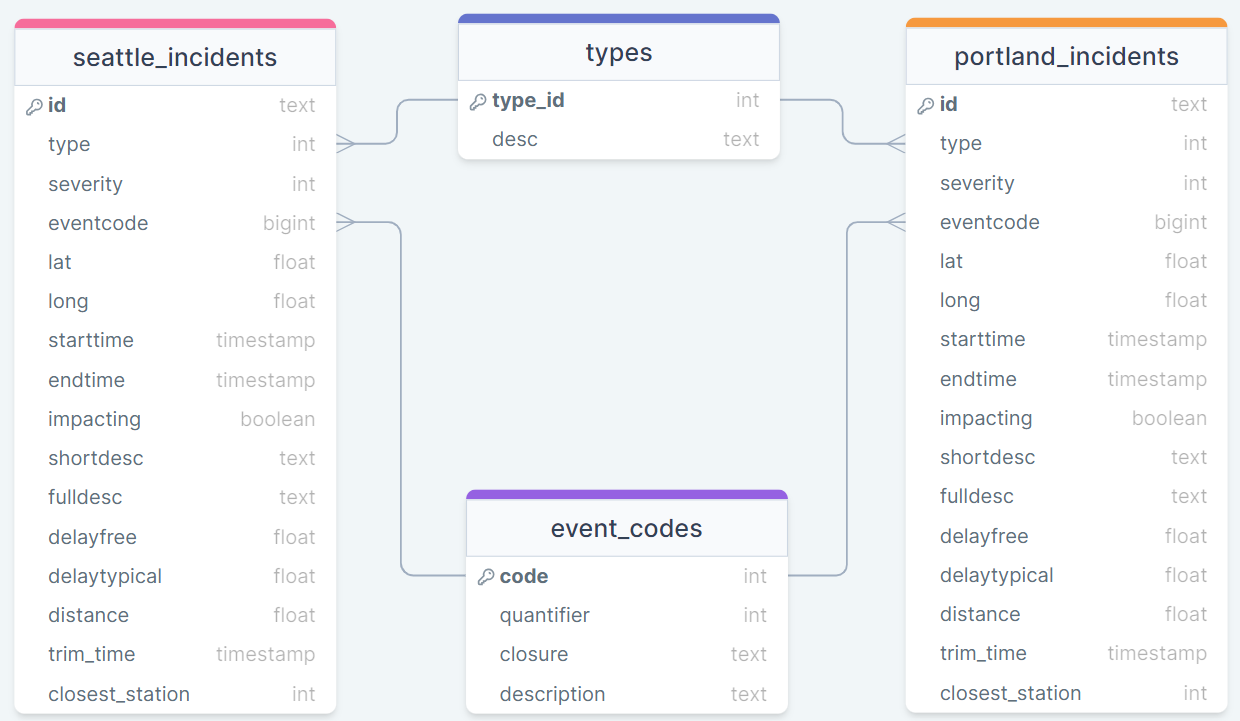 seattle_incidents
id text
type int
severity int
eventcode bigint
lat float
long float
starttime timestamp
endtime timestamp
impacting boolean
shortdesc text
fulldesc text
delayfree float
delaytypical float
distance float
trim_time timestamp
closest_station int
types
type_id int
desc text
event_codes
code int
quantifier int
closure text
description text
portland_incidents
id text
type int
severity int
eventcode bigint
lat float
long float
starttime timestamp
endtime timestamp
impacting boolean
shortdesc text
fulldesc text
delayfree float
delaytypical float
distance float
trim_time timestamp
closest_station int